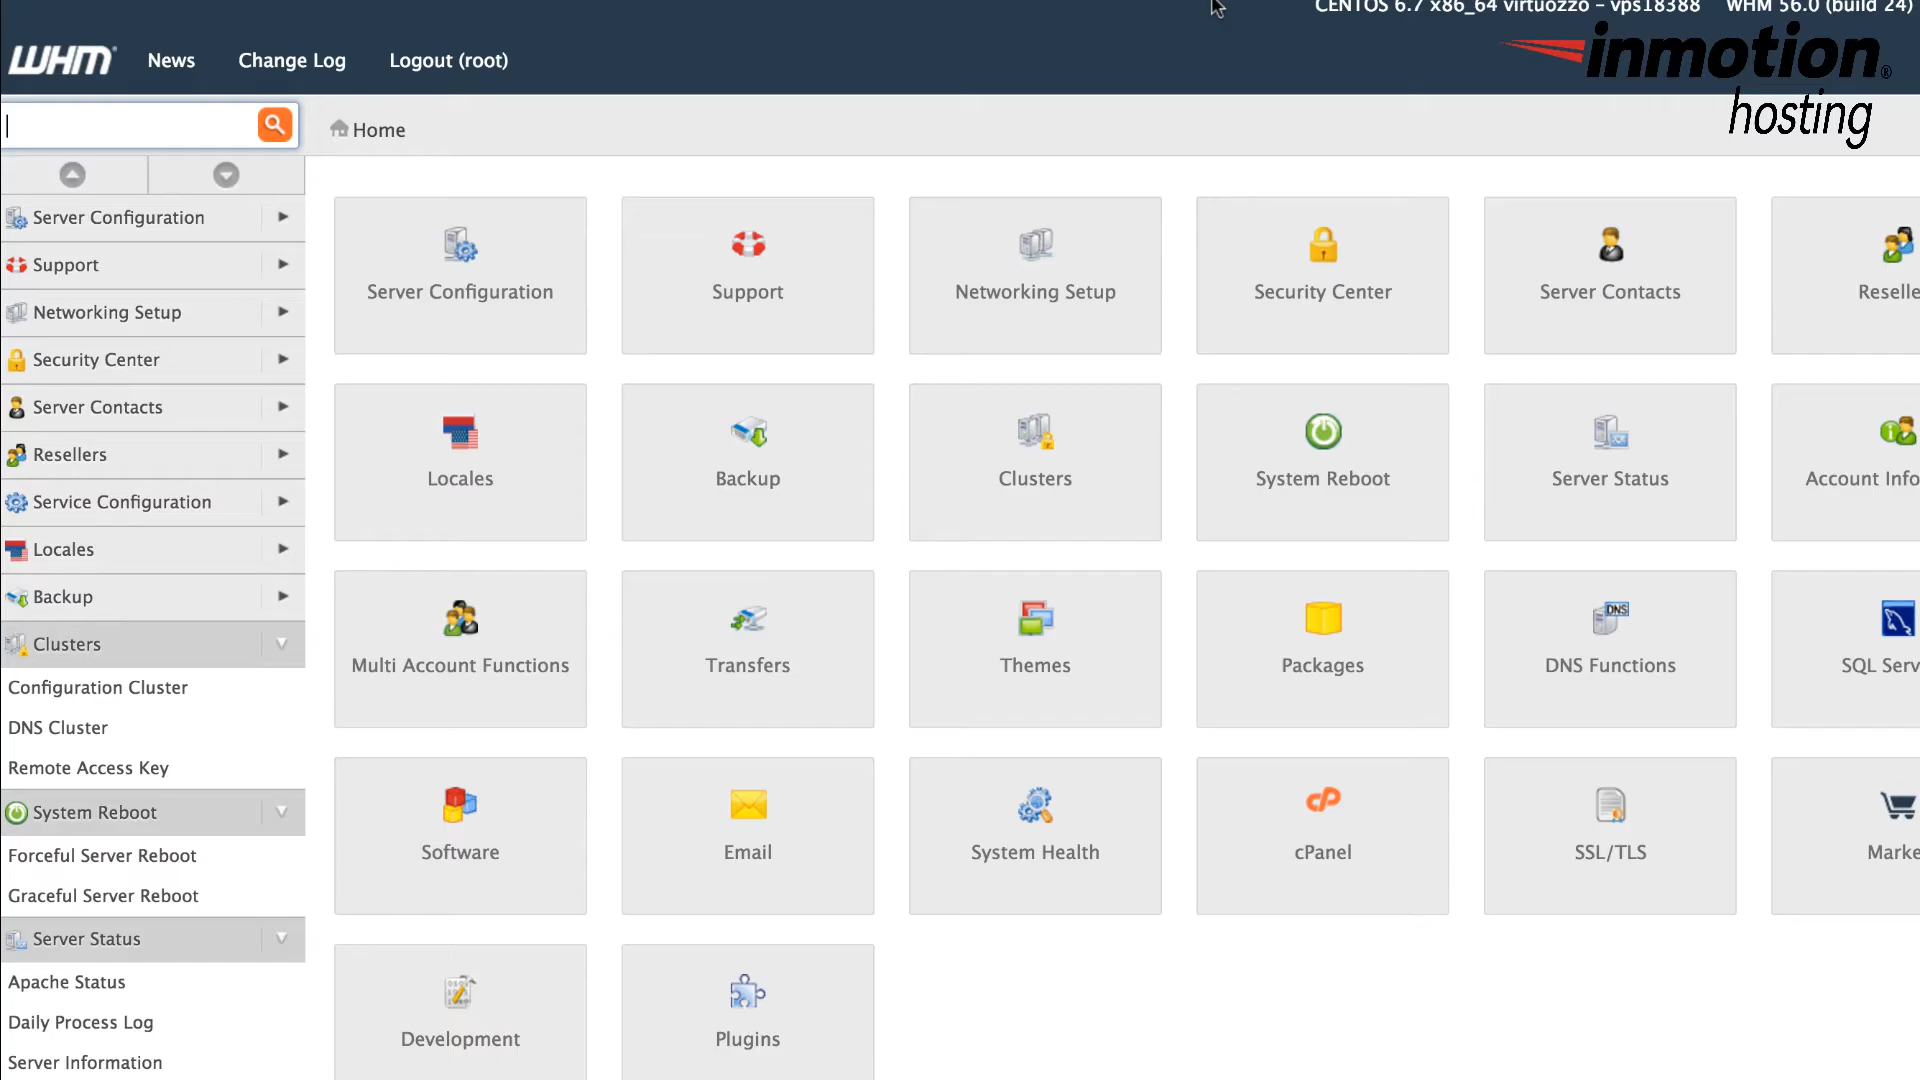 CENTOS 6.7 x86_64 virtuozzo – vps18388 WHM 56.0 (build 24)
WHM News Change Log Logout (root)
inmotion®
hosting
Home
Server Configuration
Support
Networking Setup
Security Center
Server Contacts
Resellers
Service Configuration
Locales
Backup
Clusters
Configuration Cluster
DNS Cluster
Remote Access Key
System Reboot
Forceful Server Reboot
Graceful Server Reboot
Server Status
Apache Status
Daily Process Log
Server Information
Server Configuration Support Networking Setup Security Center Server Contacts Reselle
Locales Backup Clusters System Reboot Server Status Account Info
DNS
Multi Account Functions Transfers Themes Packages DNS Functions SQL Serv
cP
Software Email System Health cPanel SSL/TLS Marke
Development Plugins